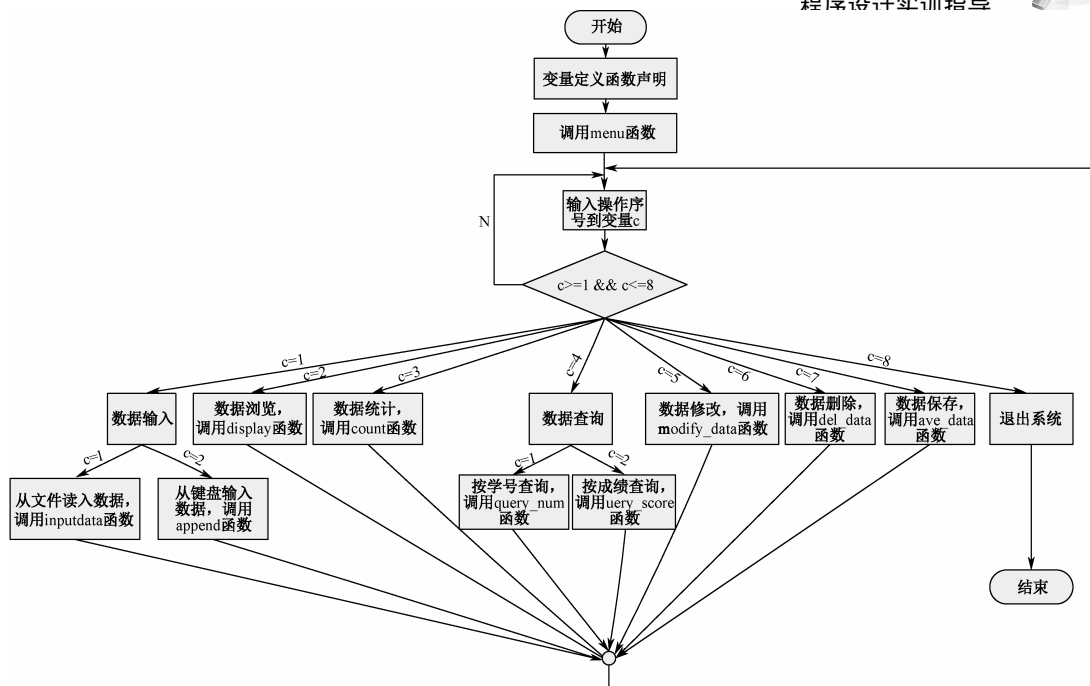 程序设计实训指导
开始
变量定义函数声明
调用menu函数
输入操作序
号到变量c
N
c>=1 && c<=8
c=1
c=2
c=3
c=4
c=5
c=6
c=7
c=8
数据输入
数据浏览，
调用display函数
数据统计，
调用count函数
数据查询
数据修改，调用
modify_data函数
数据删除，
调用del_data
函数
数据保存，
调用ave_data
函数
退出系统
c=1
c=2
c=1
c=2
从文件读入数据，
调用inputdata函数
从键盘输入
数据，调用
append函数
按学号查询，
调用query_num
函数
按成绩查询，
调用uery_score
函数
结束